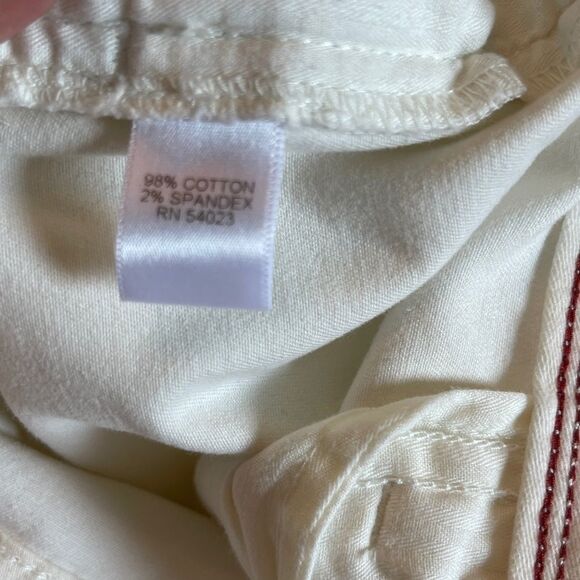 98% COTTON
2% SPANDEX
RN 54023